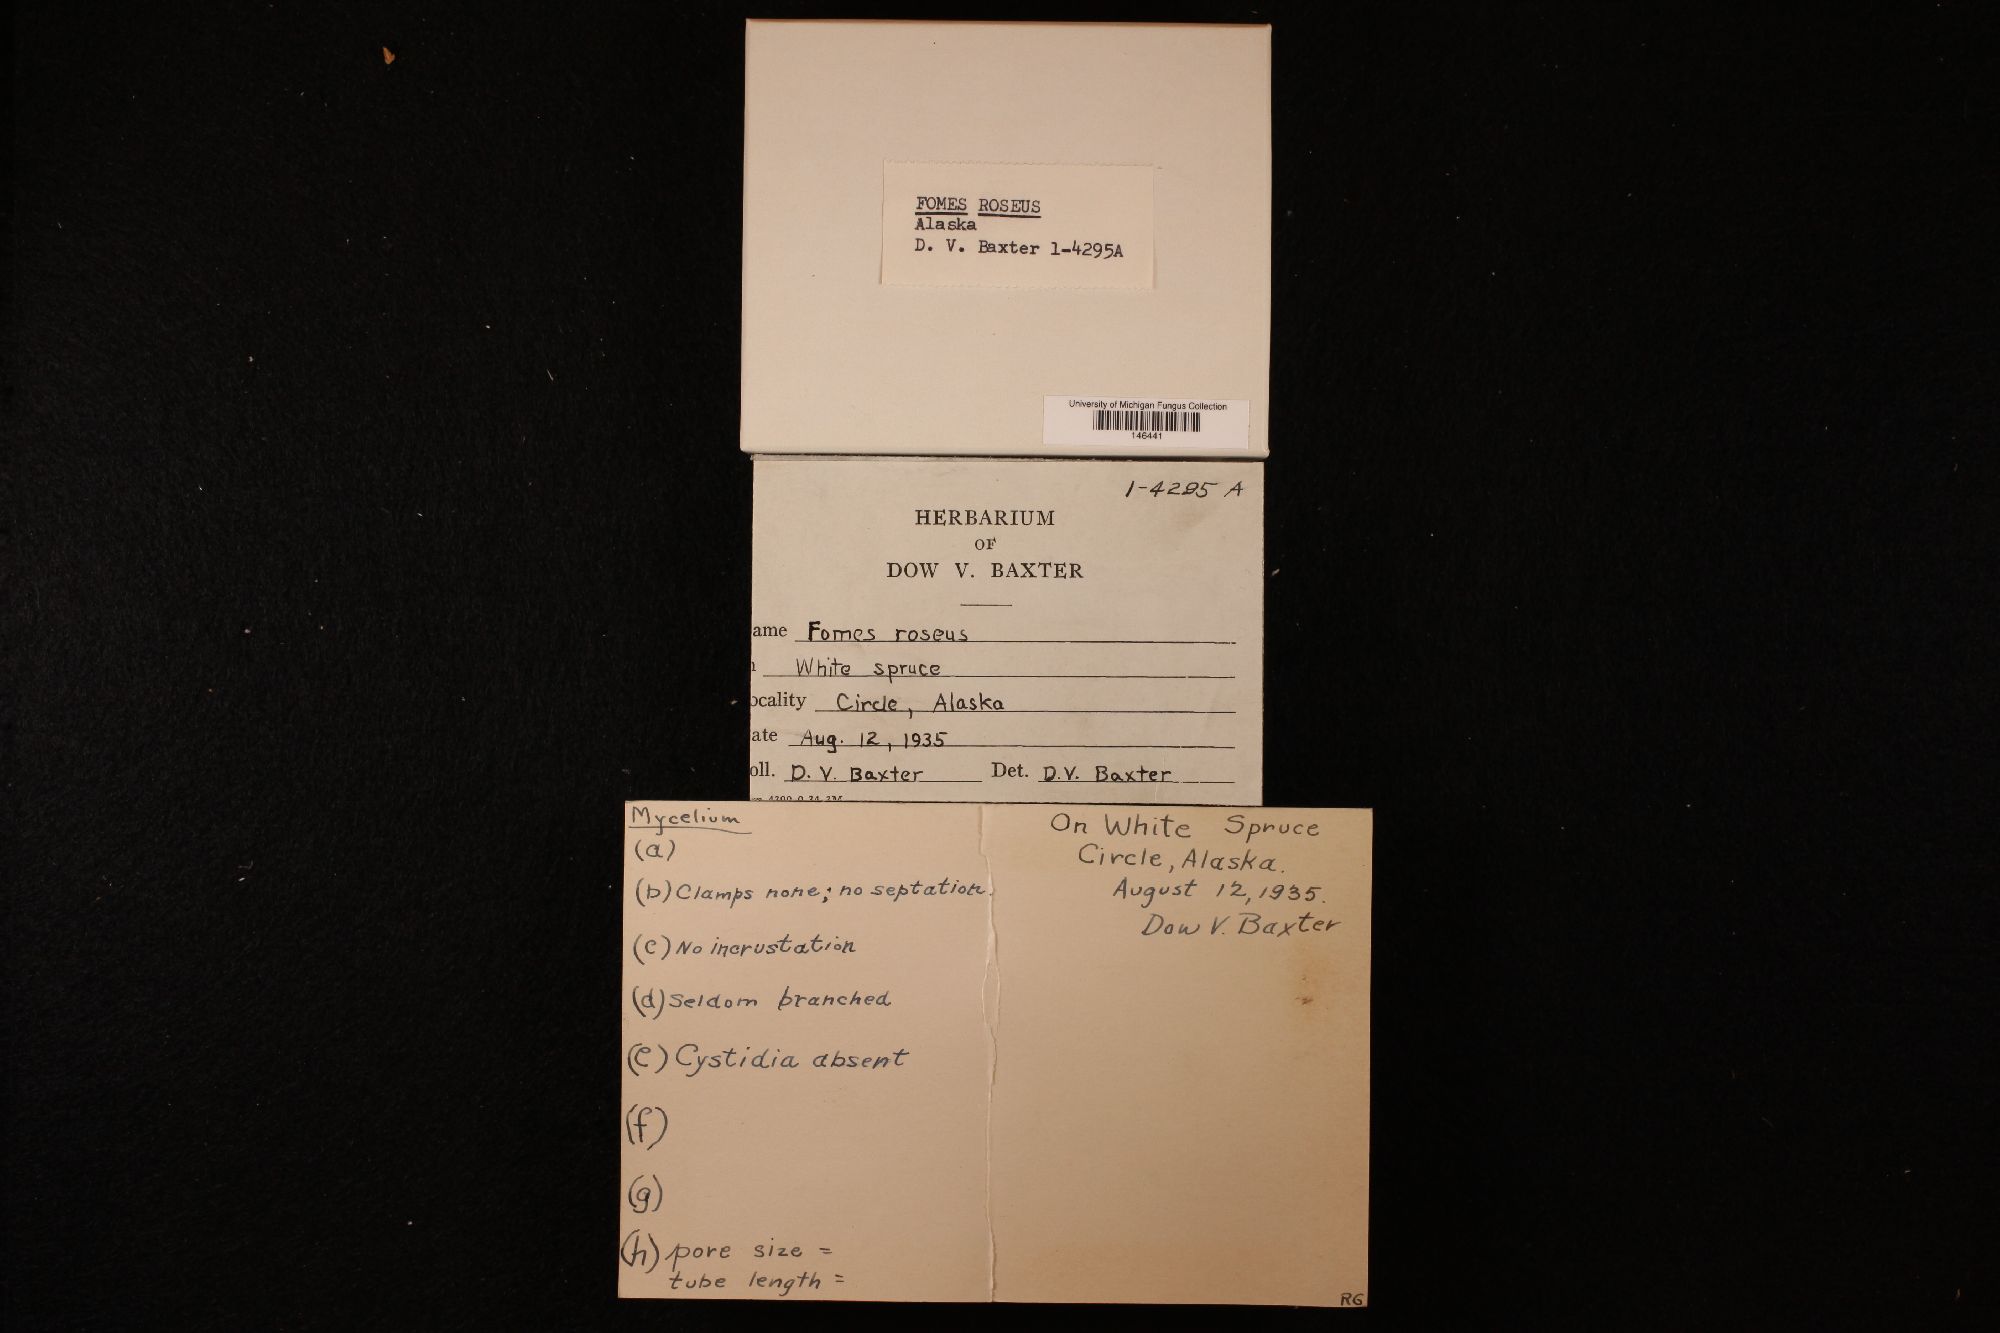 FOMES ROSEUS
Alaska
D. V. Baxter 1-4295A
University of Michigan Fungus Collection
146441
1-4295 A
HERBARIUM
OF
DOW V. BAXTER
ame Fomes roseus
White spruce
ocality Circle, Alaska
ate Aug. 12, 1935
oll. D. V. Baxter Det. D.V. Baxter
Mycelium
(a)
(b) Clamps none; no septation.
(c) No incrustation
(d) Seldom branched
(e) Cystidia absent
(f)
(g)
(h) pore size =
tube length =
On White Spruce
Circle, Alaska.
August 12, 1935.
Dow V. Baxter
RG